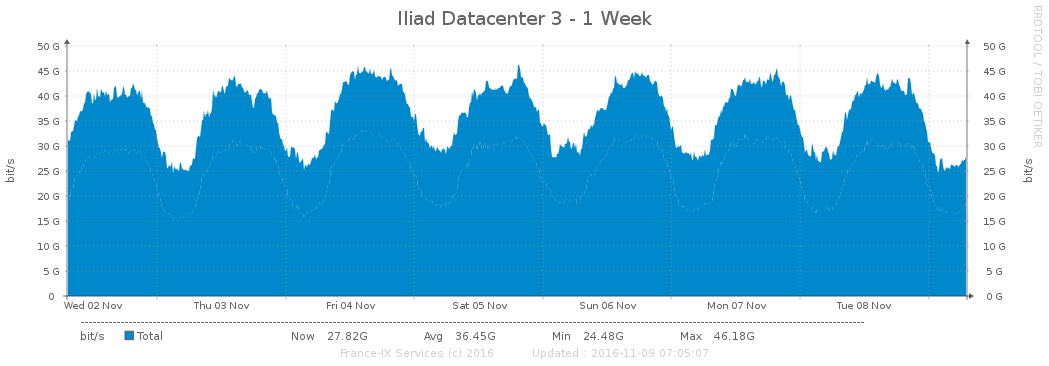 Iliad Datacenter 3 - 1 Week
RRDTOOL / TOBI OETIKER
50 G 50 G
45 G 45 G
40 G 40 G
35 G 35 G
30 G 30 G
25 G 25 G
20 G 20 G
15 G 15 G
10 G 10 G
5 G 5 G
0 0 G
bit/s bit/s
Wed 02 Nov Thu 03 Nov Fri 04 Nov Sat 05 Nov Sun 06 Nov Mon 07 Nov Tue 08 Nov
bit/s Total Now 27.82G Avg 36.45G Min 24.48G Max 46.18G
France-IX Services (c) 2016 Updated : 2016-11-09 07:05:07